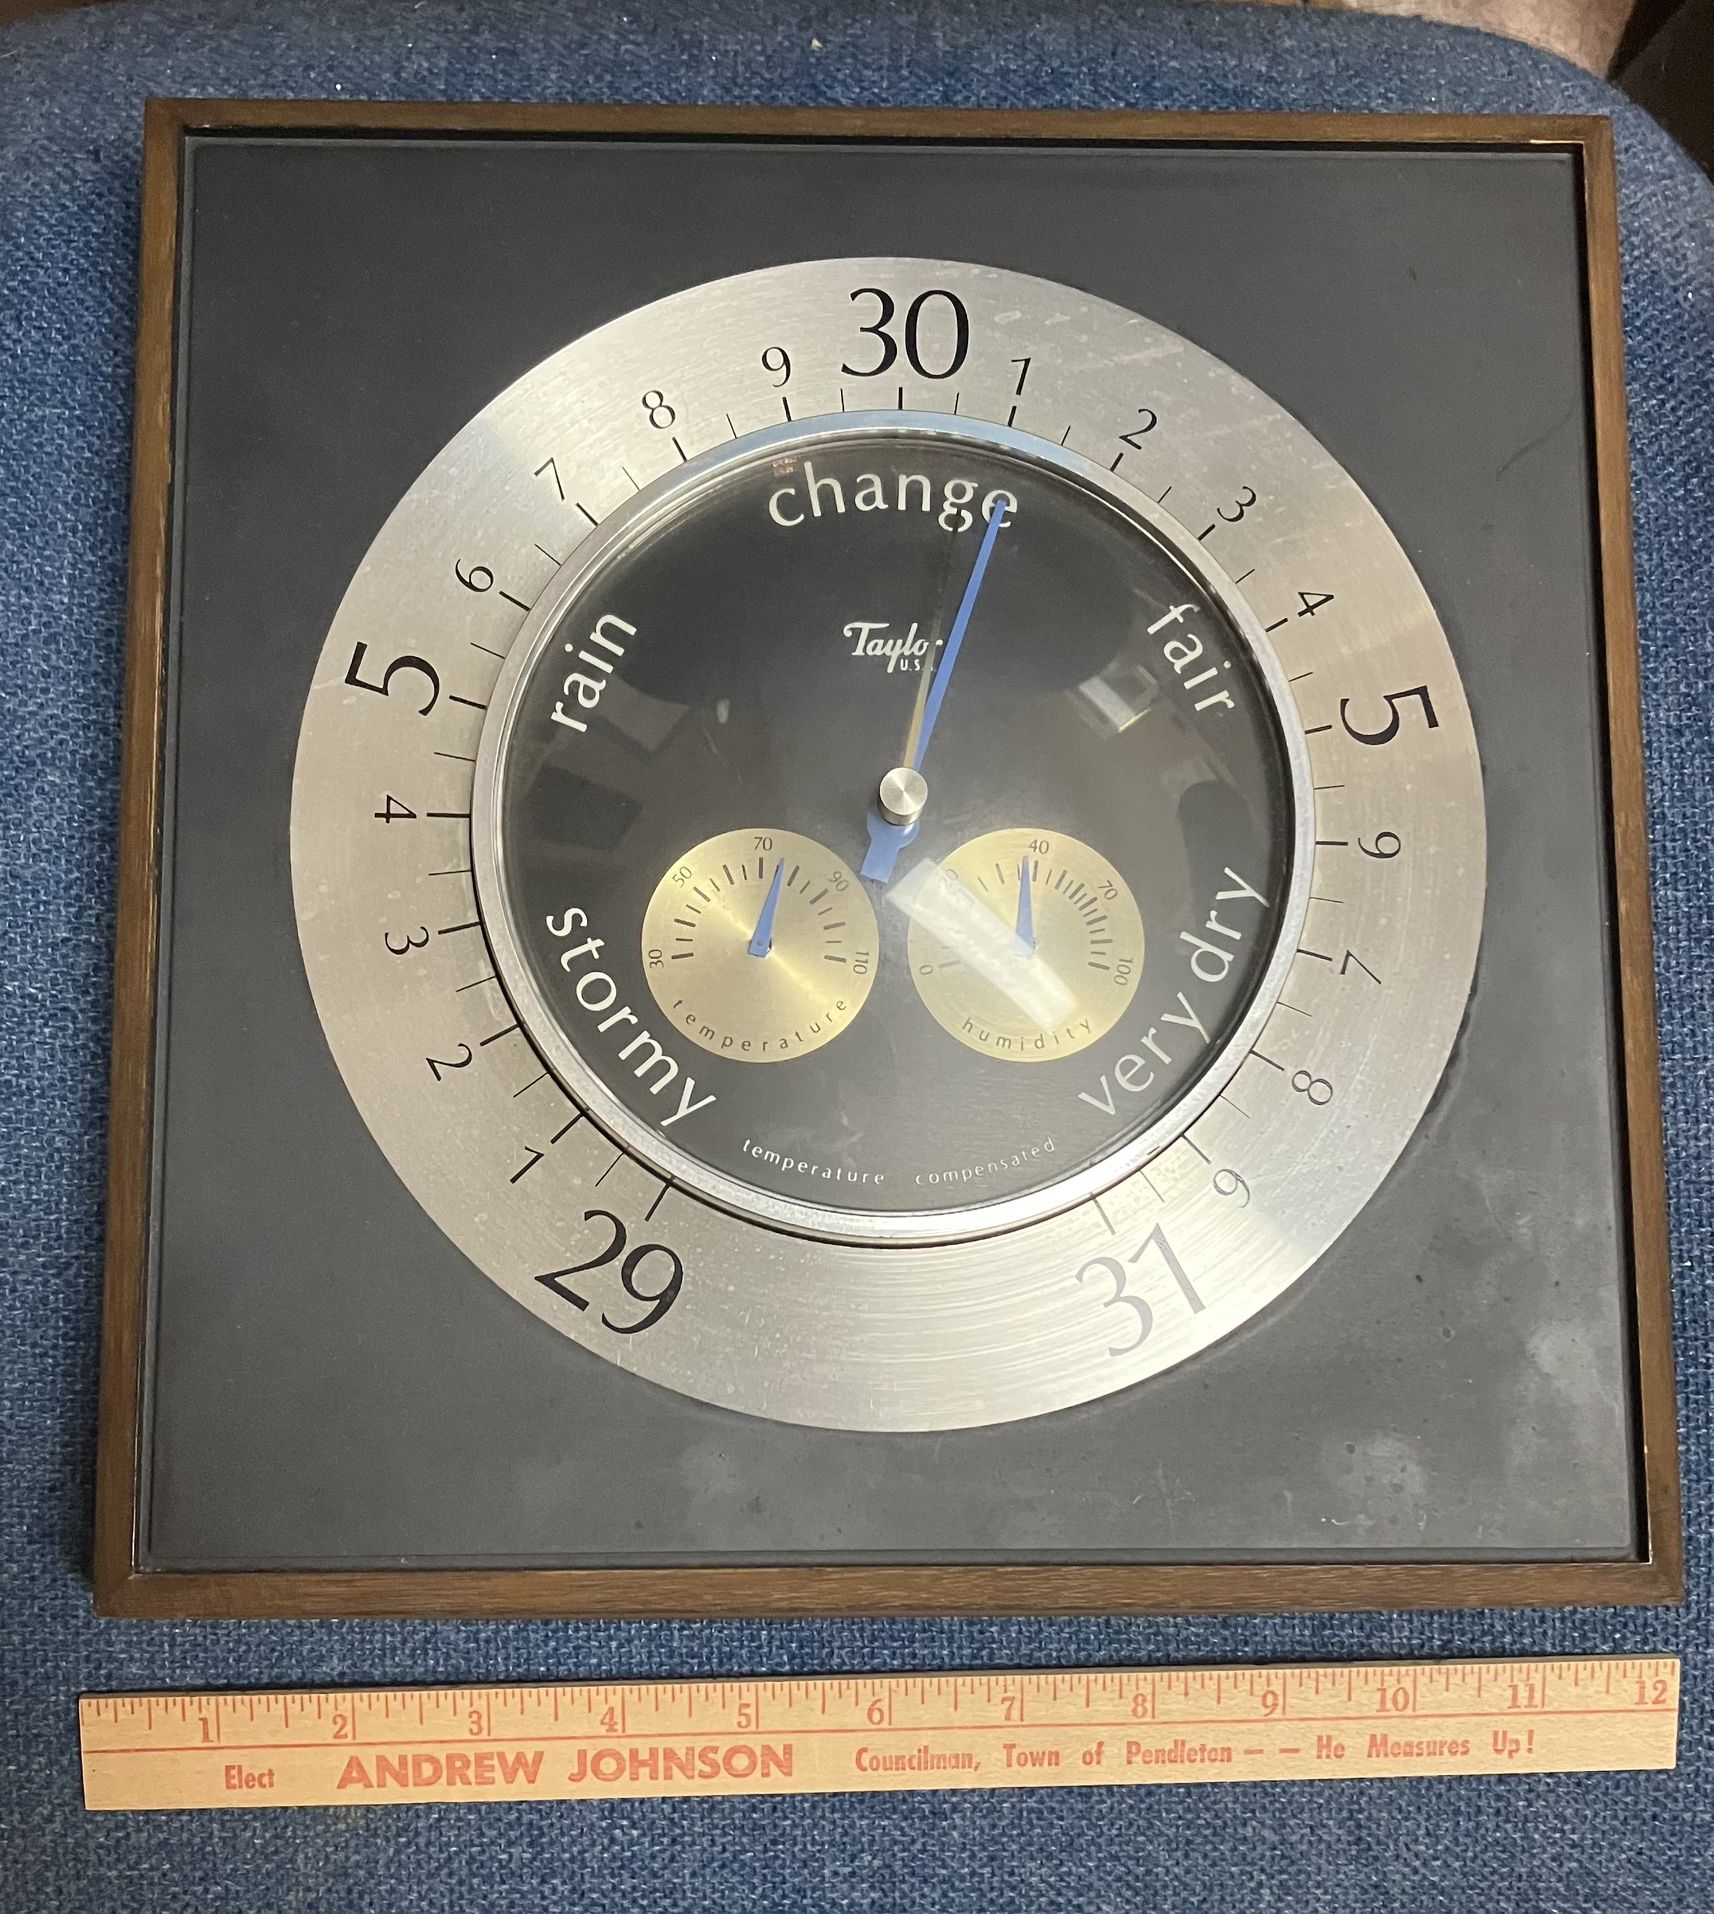 30
9
1
8
2
7
3
6
4
5
5
4
6
3
7
2
8
1
9
29
31
change
rain
fair
stormy
very dry
Taylor
U.S.
70
50
90
30
110
temperature
40
70
0
100
humidity
temperature compensated
1 2 3 4 5 6 7 8 9 10 11 12
Elect ANDREW JOHNSON Councilman, Town of Pendleton - - He Measures Up!